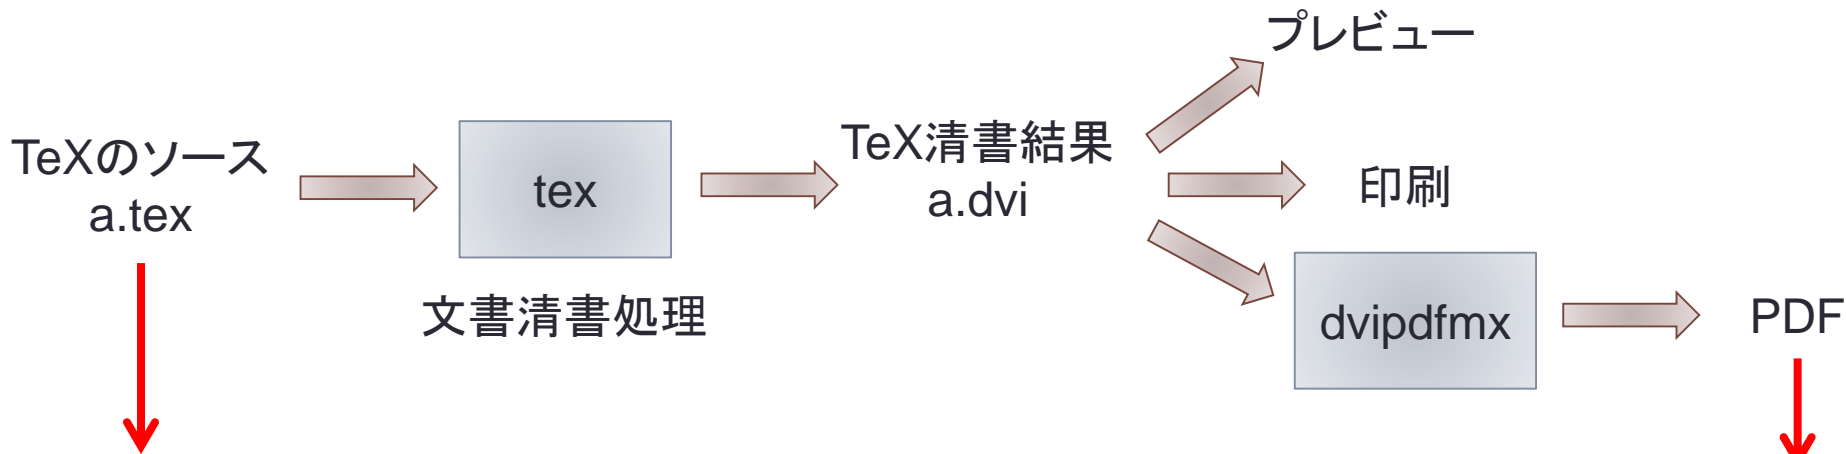 プレビュー
TeXのソース
a.tex
tex
TeX清書結果
a.dvi
印刷
文書清書処理
dvipdfmx
PDF